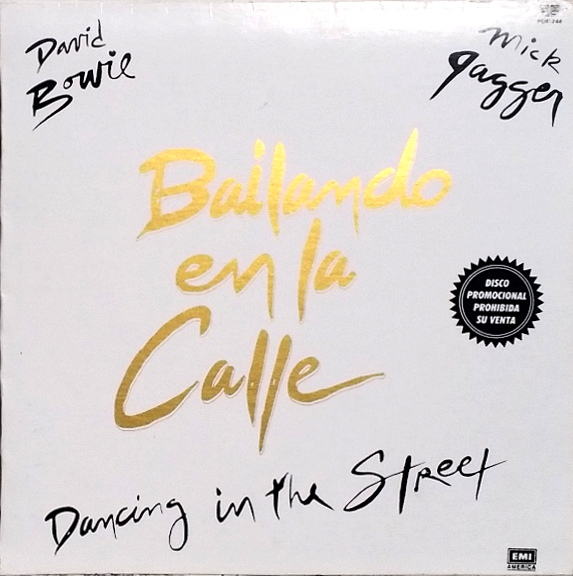 David
Bowie
Mick
Jagger
Bailando
en la
Calle
DISCO
PROMOCIONAL
PROHIBIDA
SU VENTA
Dancing in the Street
EMI
AMERICA